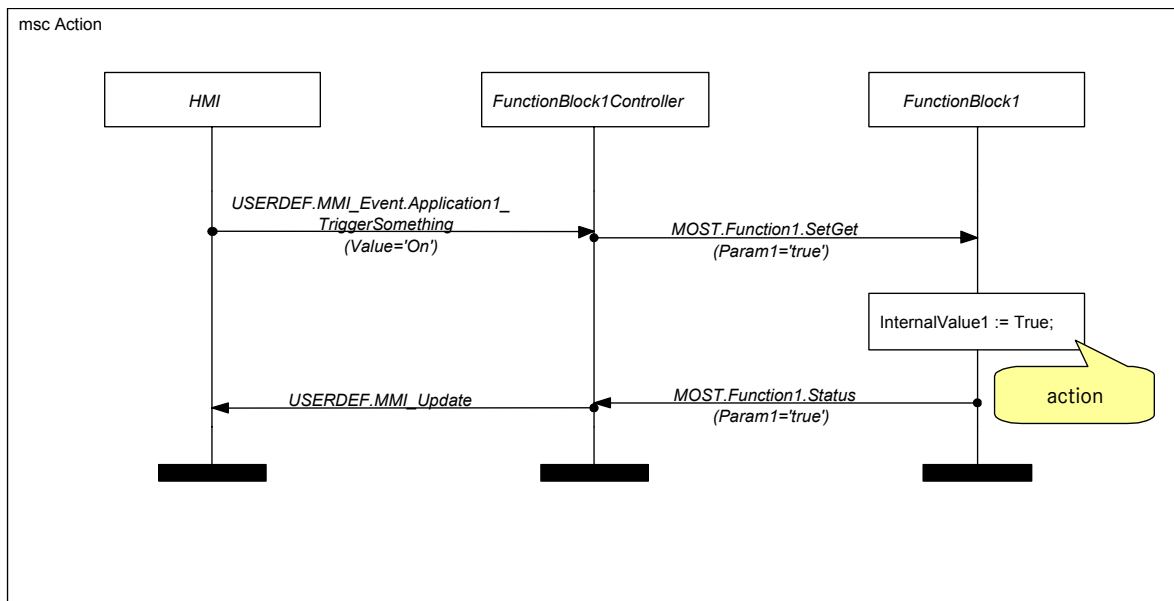 msc Action
HMI
FunctionBlock1Controller
FunctionBlock1
USERDEF.MMI_Event.Application1_
TriggerSomething
(Value='On')
MOST.Function1.SetGet
(Param1='true')
InternalValue1 := True;
action
MOST.Function1.Status
(Param1='true')
USERDEF.MMI_Update